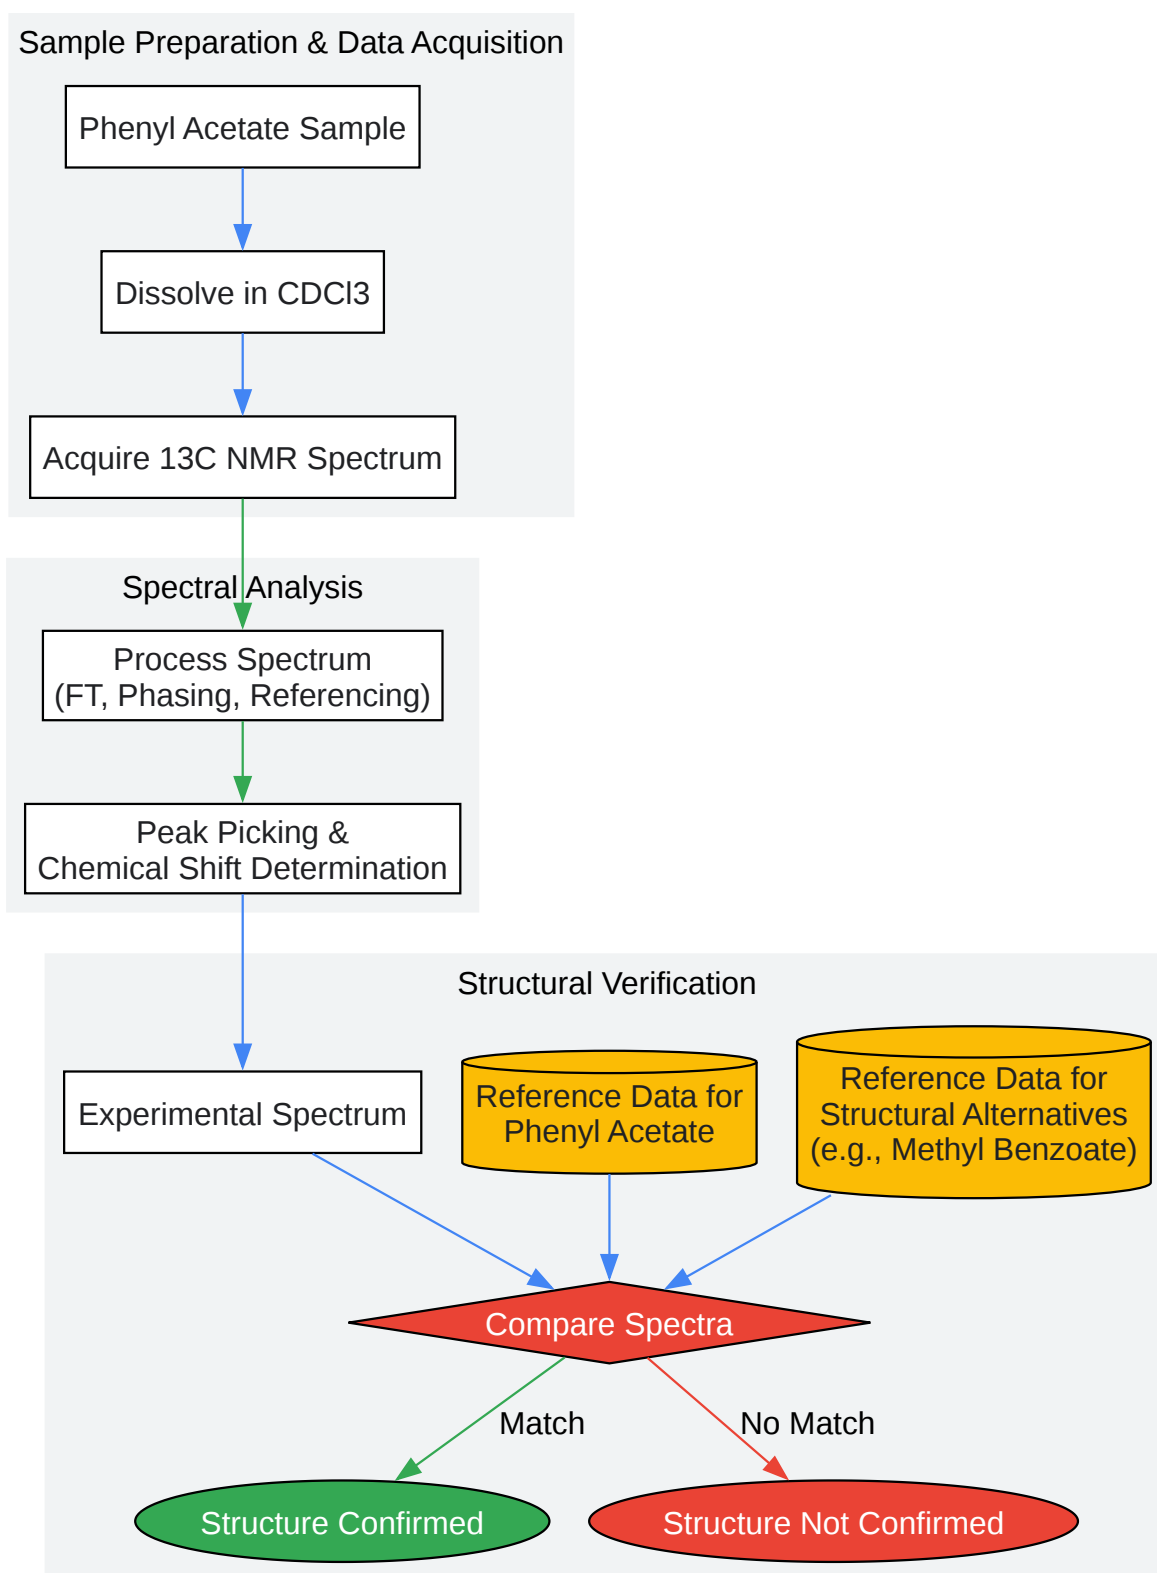 Sample Preparation & Data Acquisition
Phenyl Acetate Sample
Dissolve in CDCl3
Acquire 13C NMR Spectrum
Spectral Analysis
Process Spectrum
(FT, Phasing, Referencing)
Peak Picking &
Chemical Shift Determination
Structural Verification
Experimental Spectrum
Reference Data for
Phenyl Acetate
Reference Data for
Structural Alternatives
(e.g., Methyl Benzoate)
Compare Spectra
Match
No Match
Structure Confirmed
Structure Not Confirmed